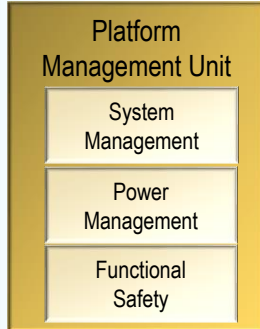 Platform
Management Unit
System
Management
Power
Management
Functional
Safety